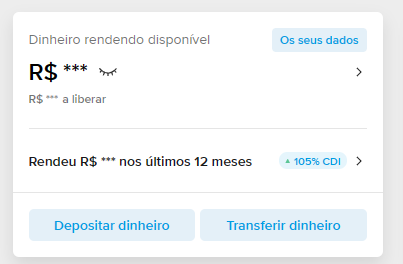 Dinheiro rendendo disponível
Os seus dados
R$ ***
R$ *** a liberar
Rendeu R$ *** nos últimos 12 meses
105% CDI
Depositar dinheiro
Transferir dinheiro